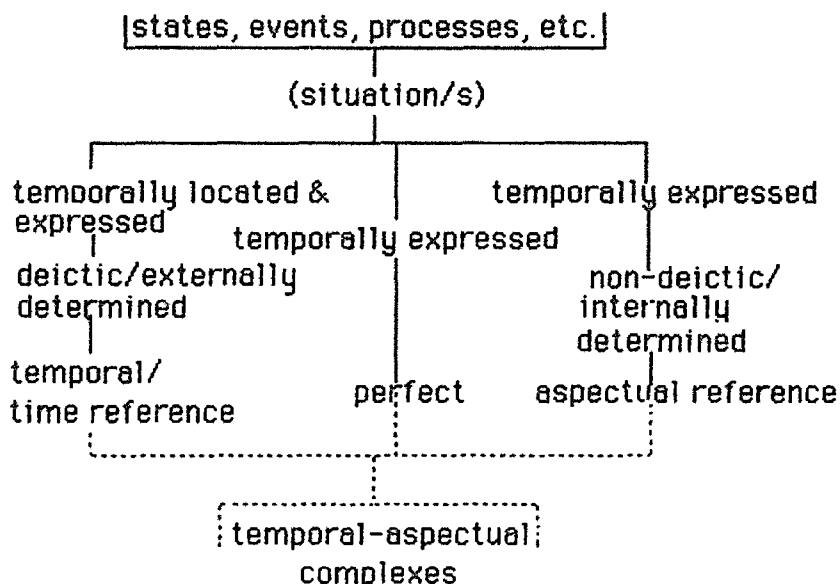 states, events, processes, etc.
(situation/s)
temporally located &
expressed
temporally expressed
temporally expressed
deictic/externally
determined
non-deictic/
internally
determined
temporal/
time reference
perfect
aspectual reference
temporal-aspectual
complexes